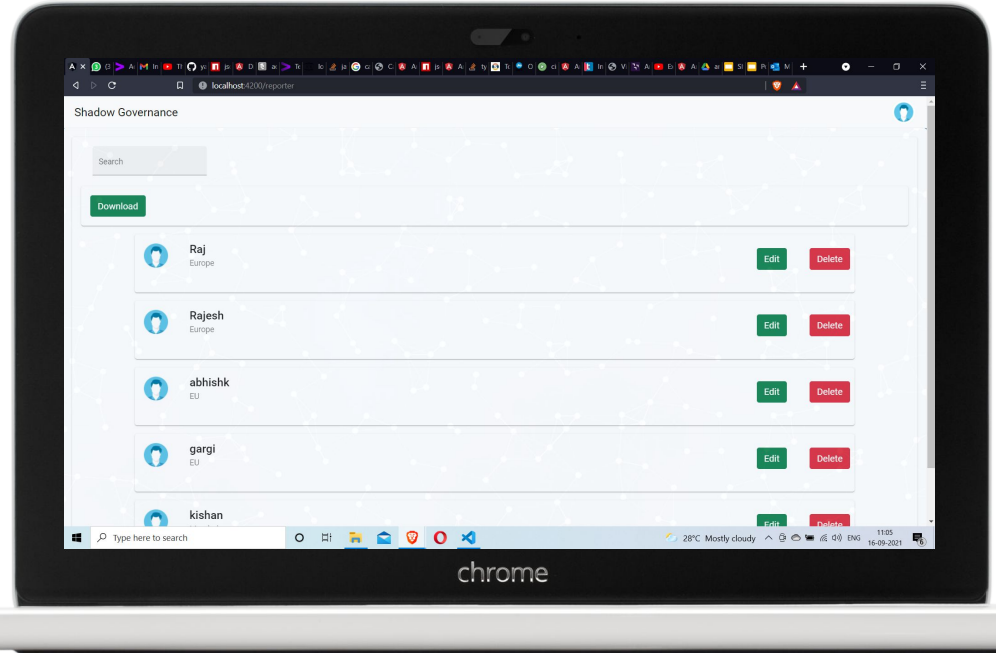 localhost:4200/reporter
Shadow Governance
Search
Download
Raj
Europe
Edit
Delete
Rajesh
Europe
Edit
Delete
abhishk
EU
Edit
Delete
gargi
EU
Edit
Delete
kishan
Edit
Delete
Type here to search
28°C Mostly cloudy
ENG
11:05
16-09-2021
chrome